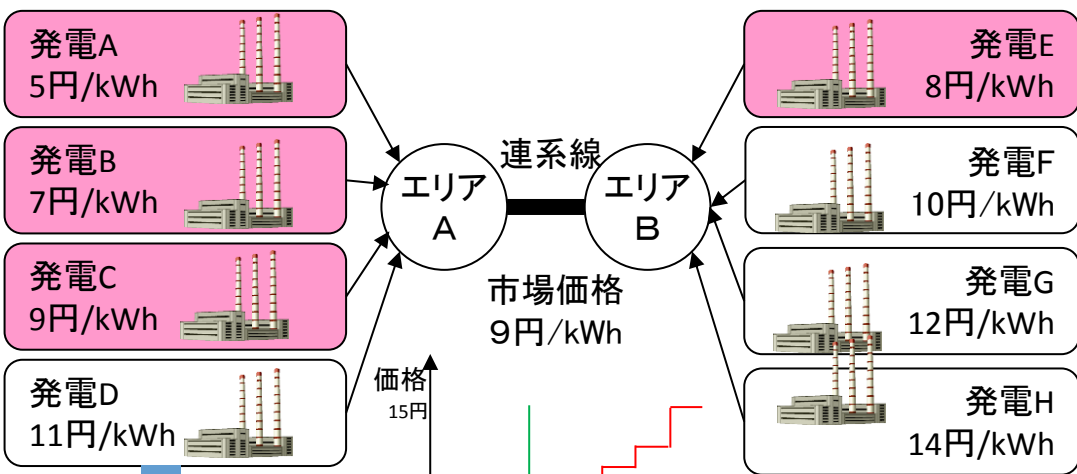 発電A
5円/kWh
発電B
7円/kWh
発電C
9円/kWh
発電D
11円/kWh
エリア
A
連系線
エリア
B
市場価格
9円/kWh
価格
15円
発電E
8円/kWh
発電F
10円/kWh
発電G
12円/kWh
発電H
14円/kWh